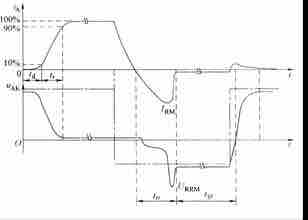 i_A
100%
90%
10%
0
t_d
t_r
t
I_RM
u_AK
O
t
t_rr
U_RRM
t_gr